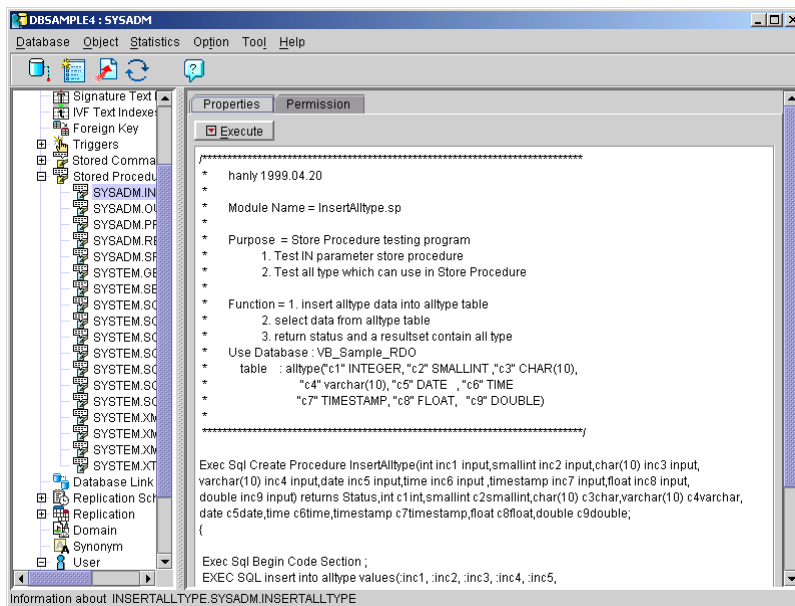 DBSAMPLE4 : SYSADM
Database Object Statistics Option Tool Help
Signature Text
IVF Text Indexes
Foreign Key
Triggers
Stored Comma
Stored Procedu
SYSADM.IN
SYSADM.OU
SYSADM.PR
SYSADM.RE
SYSADM.SF
SYSTEM.GE
SYSTEM.SE
SYSTEM.SC
SYSTEM.SC
SYSTEM.SC
SYSTEM.SC
SYSTEM.SC
SYSTEM.SC
SYSTEM.SC
SYSTEM.XM
SYSTEM.XM
SYSTEM.XM
SYSTEM.XT
Database Link
Replication Sch
Replication
Domain
Synonym
User
Properties Permission
Execute
/******************************************************************************
* hanly 1999.04.20
*
* Module Name = InsertAlltype.sp
*
* Purpose = Store Procedure testing program
* 1. Test IN parameter store procedure
* 2. Test all type which can use in Store Procedure
*
* Function = 1. insert alltype data into alltype table
* 2. select data from alltype table
* 3. return status and a resultset contain all type
* Use Database : VB_Sample_RDO
* table : alltype("c1" INTEGER, "c2" SMALLINT ,"c3" CHAR(10),
* "c4" varchar(10), "c5" DATE , "c6" TIME
* "c7" TIMESTAMP, "c8" FLOAT, "c9" DOUBLE)
*
******************************************************************************/
Exec Sql Create Procedure InsertAlltype(int inc1 input,smallint inc2 input,char(10) inc3 input,
varchar(10) inc4 input,date inc5 input,time inc6 input ,timestamp inc7 input,float inc8 input,
double inc9 input) returns Status,int c1int,smallint c2smallint,char(10) c3char,varchar(10) c4varchar,
date c5date,time c6time,timestamp c7timestamp,float c8float,double c9double;
{
Exec Sql Begin Code Section ;
EXEC SQL insert into alltype values(:inc1, :inc2, :inc3, :inc4, :inc5,
Information about INSERTALLTYPE.SYSADM.INSERTALLTYPE